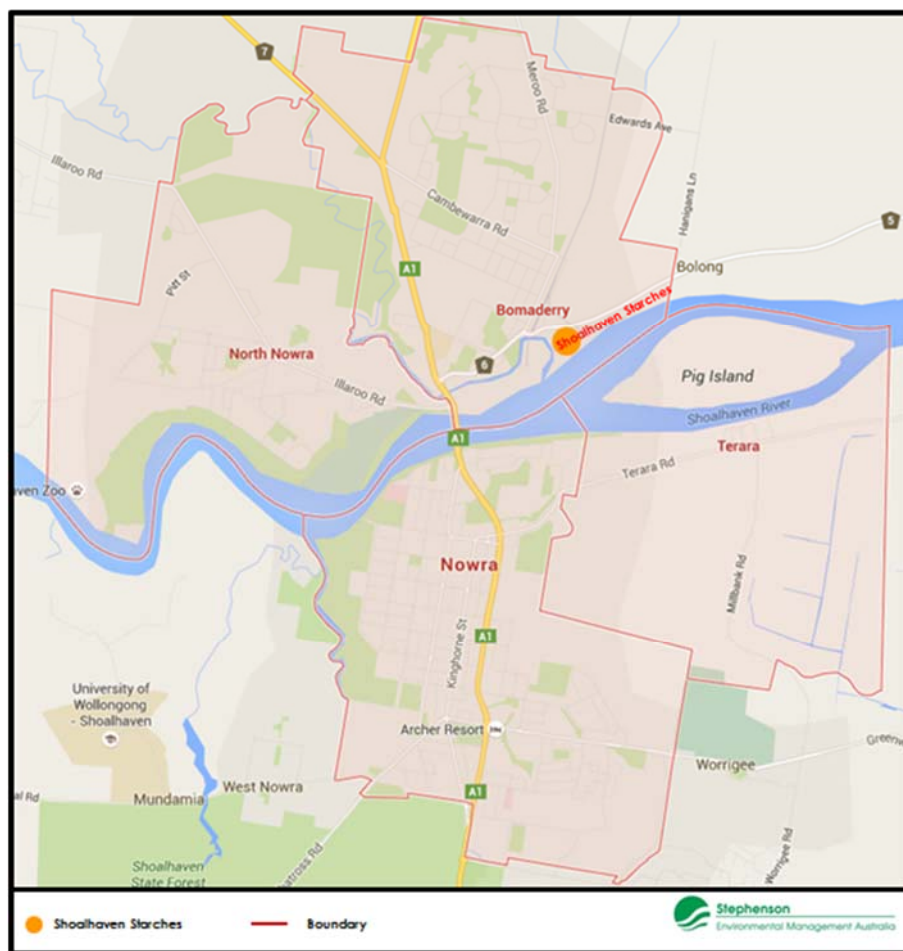 7
Meroo Rd
Edwards Ave
Illaroo Rd
Cambewarra Rd
Hanigans Ln
5
Pitt St
A1
Bolong
Bomaderry
Shoalhaven Starches
North Nowra
6
Pig Island
Illaroo Rd
Shoalhaven River
A1
Terara
Terara Rd
aven Zoo
Nowra
Millbank Rd
Kinghorne St
A1
University of
Wollongong
- Shoalhaven
Archer Resort
Greenw
Worrigee
West Nowra
Mundamia
A1
al Rd
Shoalhaven
State Forest
atross Rd
Worrigee Rd
Shoalhaven Starches
Boundary
Stephenson
Environmental Management Australia